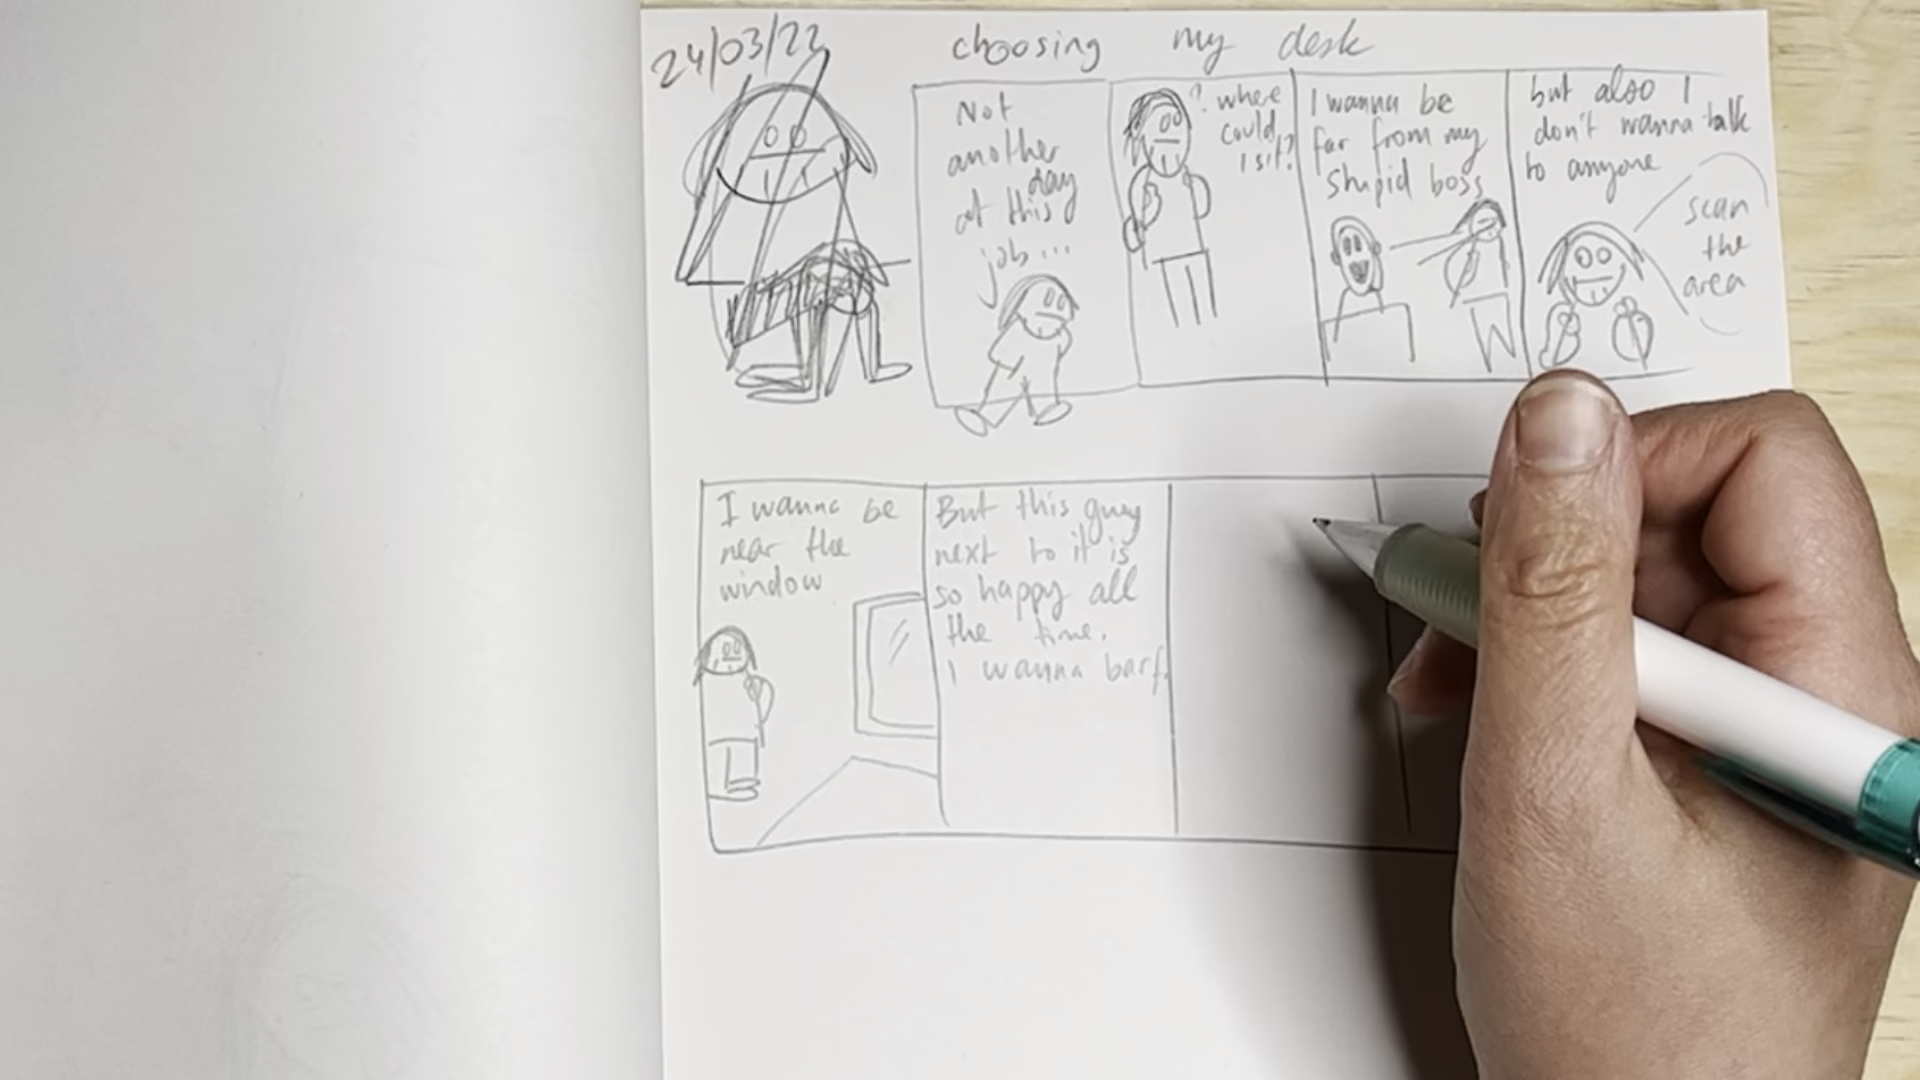 24/03/23
choosing my desk
Not
another
day
at this
job...
? where
could
I sit?
I wanna be
far from my
stupid boss
but also I
don't wanna talk
to anyone
scan
the
area
I wanna be
near the
window
But this guy
next to it is
so happy all
the time.
I wanna barf.